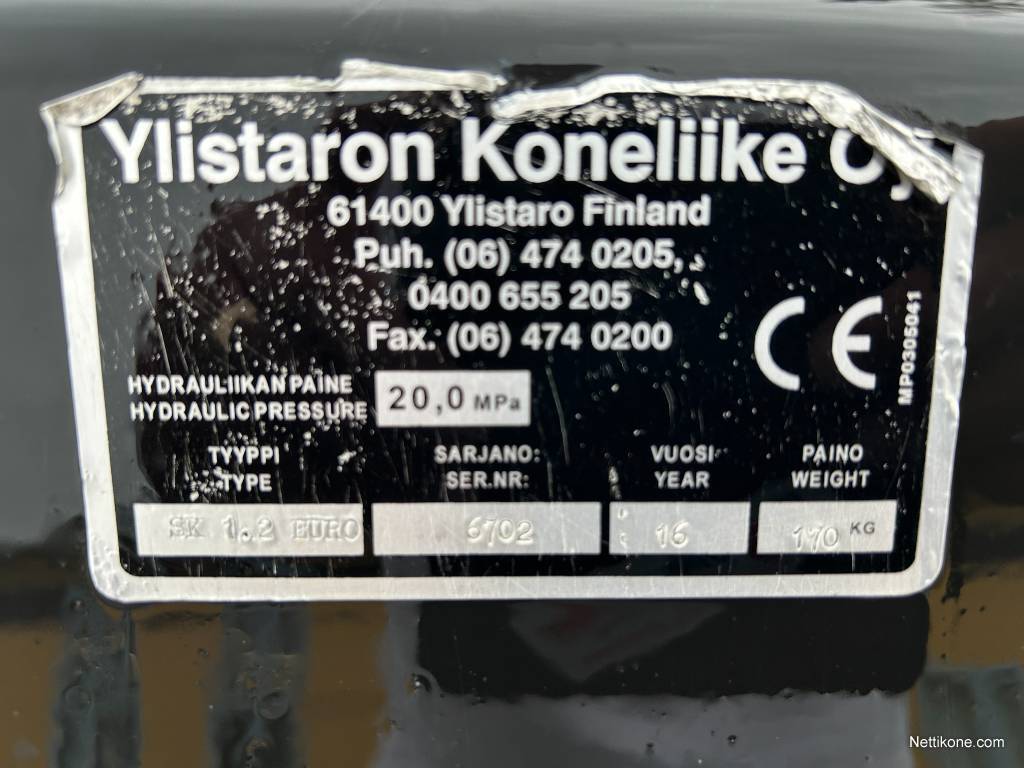 Ylistaron Koneliike Oy
61400 Ylistaro Finland
Puh. (06) 474 0205,
0400 655 205
Fax. (06) 474 0200
MP0305041
HYDRAULIIKAN PAINE
HYDRAULIC PRESSURE
20,0 MPa
TYYPPI
TYPE
SARJANO:
SER.NR:
VUOSI
YEAR
PAINO
WEIGHT
SK 1.2 EURO
6702
16
170 KG
CE
Nettikone.com